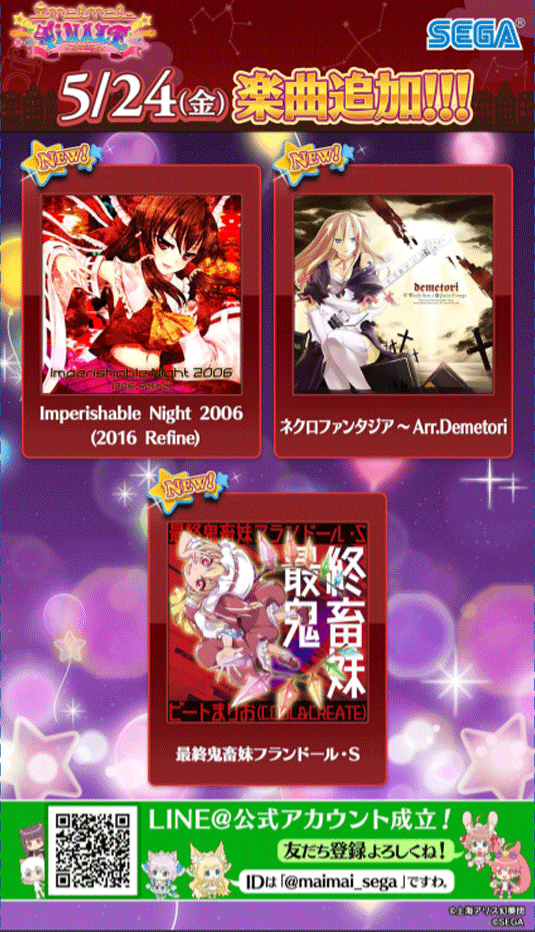 maimai
FiNALE
SEGA®
5/24(金) 楽曲追加!!!
NEW!
NEW!
demetori
Imperishable Night 2006
(2016 Refine)
Imperishable Night 2006
(2016 Refine)
ネクロファンタジア～Arr.Demetori
NEW!
最終鬼畜妹フランドール・S
最終
鬼畜妹
ビートまりお(COOL&CREATE)
最終鬼畜妹フランドール・S
LINE@公式アカウント成立！
友だち登録よろしくね！
IDは「@maimai_sega」ですわ。
©上海アリス幻樂団
©SEGA